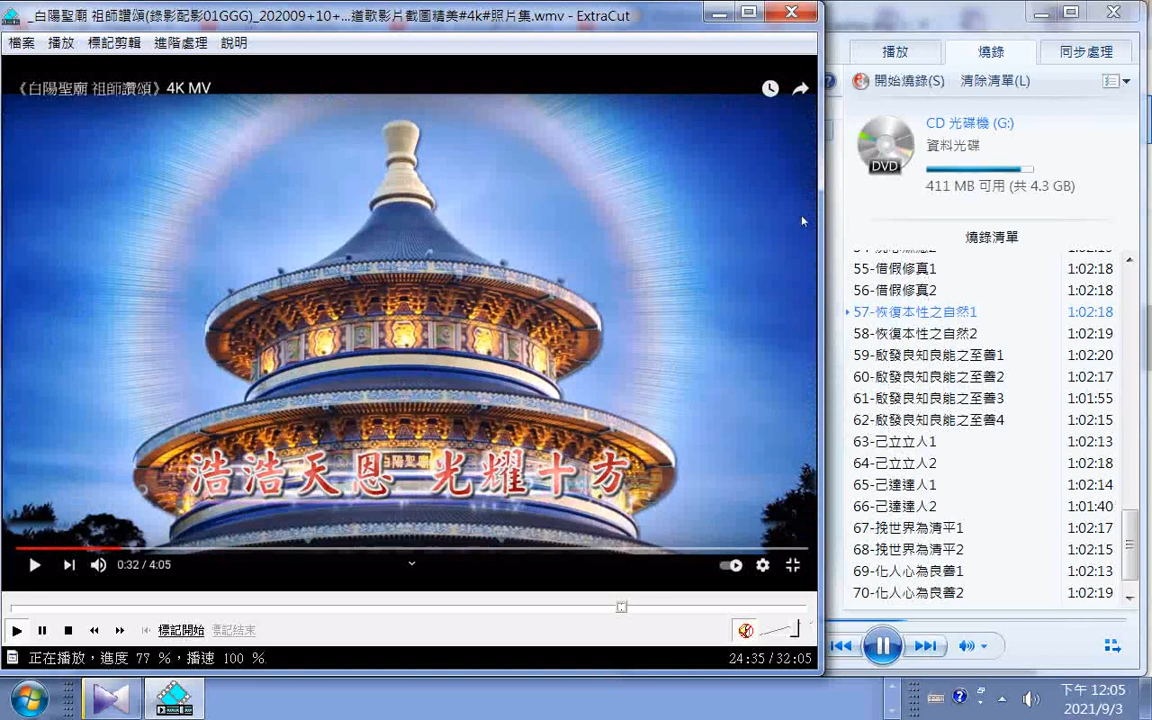 _白陽聖廟 祖師讚頌(錄影配影01GGG)_202009+10+...道歌影片截圖精美#4k#照片集.wmv - ExtraCut
檔案 播放 標記剪輯 進階處理 說明
《白陽聖廟 祖師讚頌》4K MV
白陽聖廟
浩浩天恩 光耀十方
0:32 / 4:05
標記開始 標記結束
正在播放，進度 77 %，播速 100 %
24:35 / 32:05
播放 燒錄 同步處理
開始燒錄(S) 清除清單(L)
CD 光碟機 (G:)
資料光碟
DVD
411 MB 可用 (共 4.3 GB)
燒錄清單
55-借假修真1 1:02:18
56-借假修真2 1:02:18
57-恢復本性之自然1 1:02:18
58-恢復本性之自然2 1:02:19
59-啟發良知良能之至善1 1:02:20
60-啟發良知良能之至善2 1:02:17
61-啟發良知良能之至善3 1:01:55
62-啟發良知良能之至善4 1:02:15
63-己立立人1 1:02:13
64-己立立人2 1:02:18
65-己達達人1 1:02:14
66-己達達人2 1:01:40
67-挽世界為清平1 1:02:17
68-挽世界為清平2 1:02:15
69-化人心為良善1 1:02:13
70-化人心為良善2 1:02:19
下午 12:05
2021/9/3